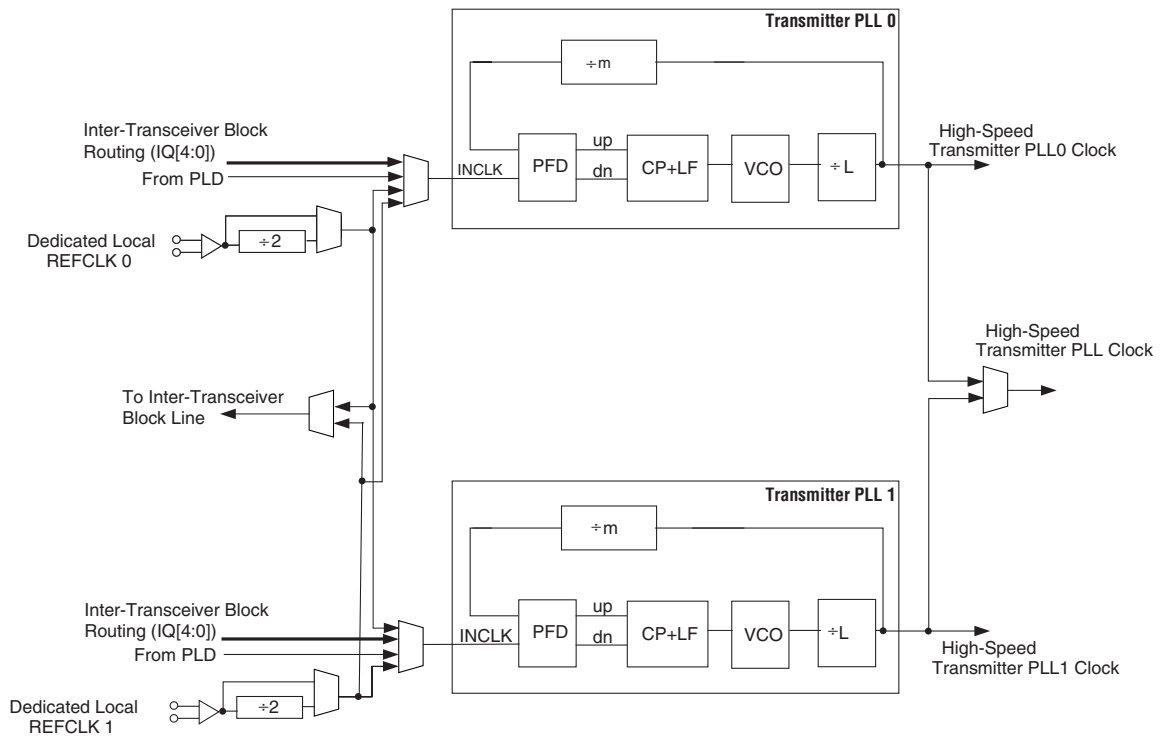 Transmitter PLL 0
÷m
Inter-Transceiver Block
Routing (IQ[4:0])
From PLD
INCLK
PFD
up
dn
CP+LF
VCO
÷L
High-Speed
Transmitter PLL0 Clock
Dedicated Local
REFCLK 0
÷2
High-Speed
Transmitter PLL Clock
To Inter-Transceiver
Block Line
Transmitter PLL 1
÷m
Inter-Transceiver Block
Routing (IQ[4:0])
From PLD
INCLK
PFD
up
dn
CP+LF
VCO
÷L
High-Speed
Transmitter PLL1 Clock
Dedicated Local
REFCLK 1
÷2